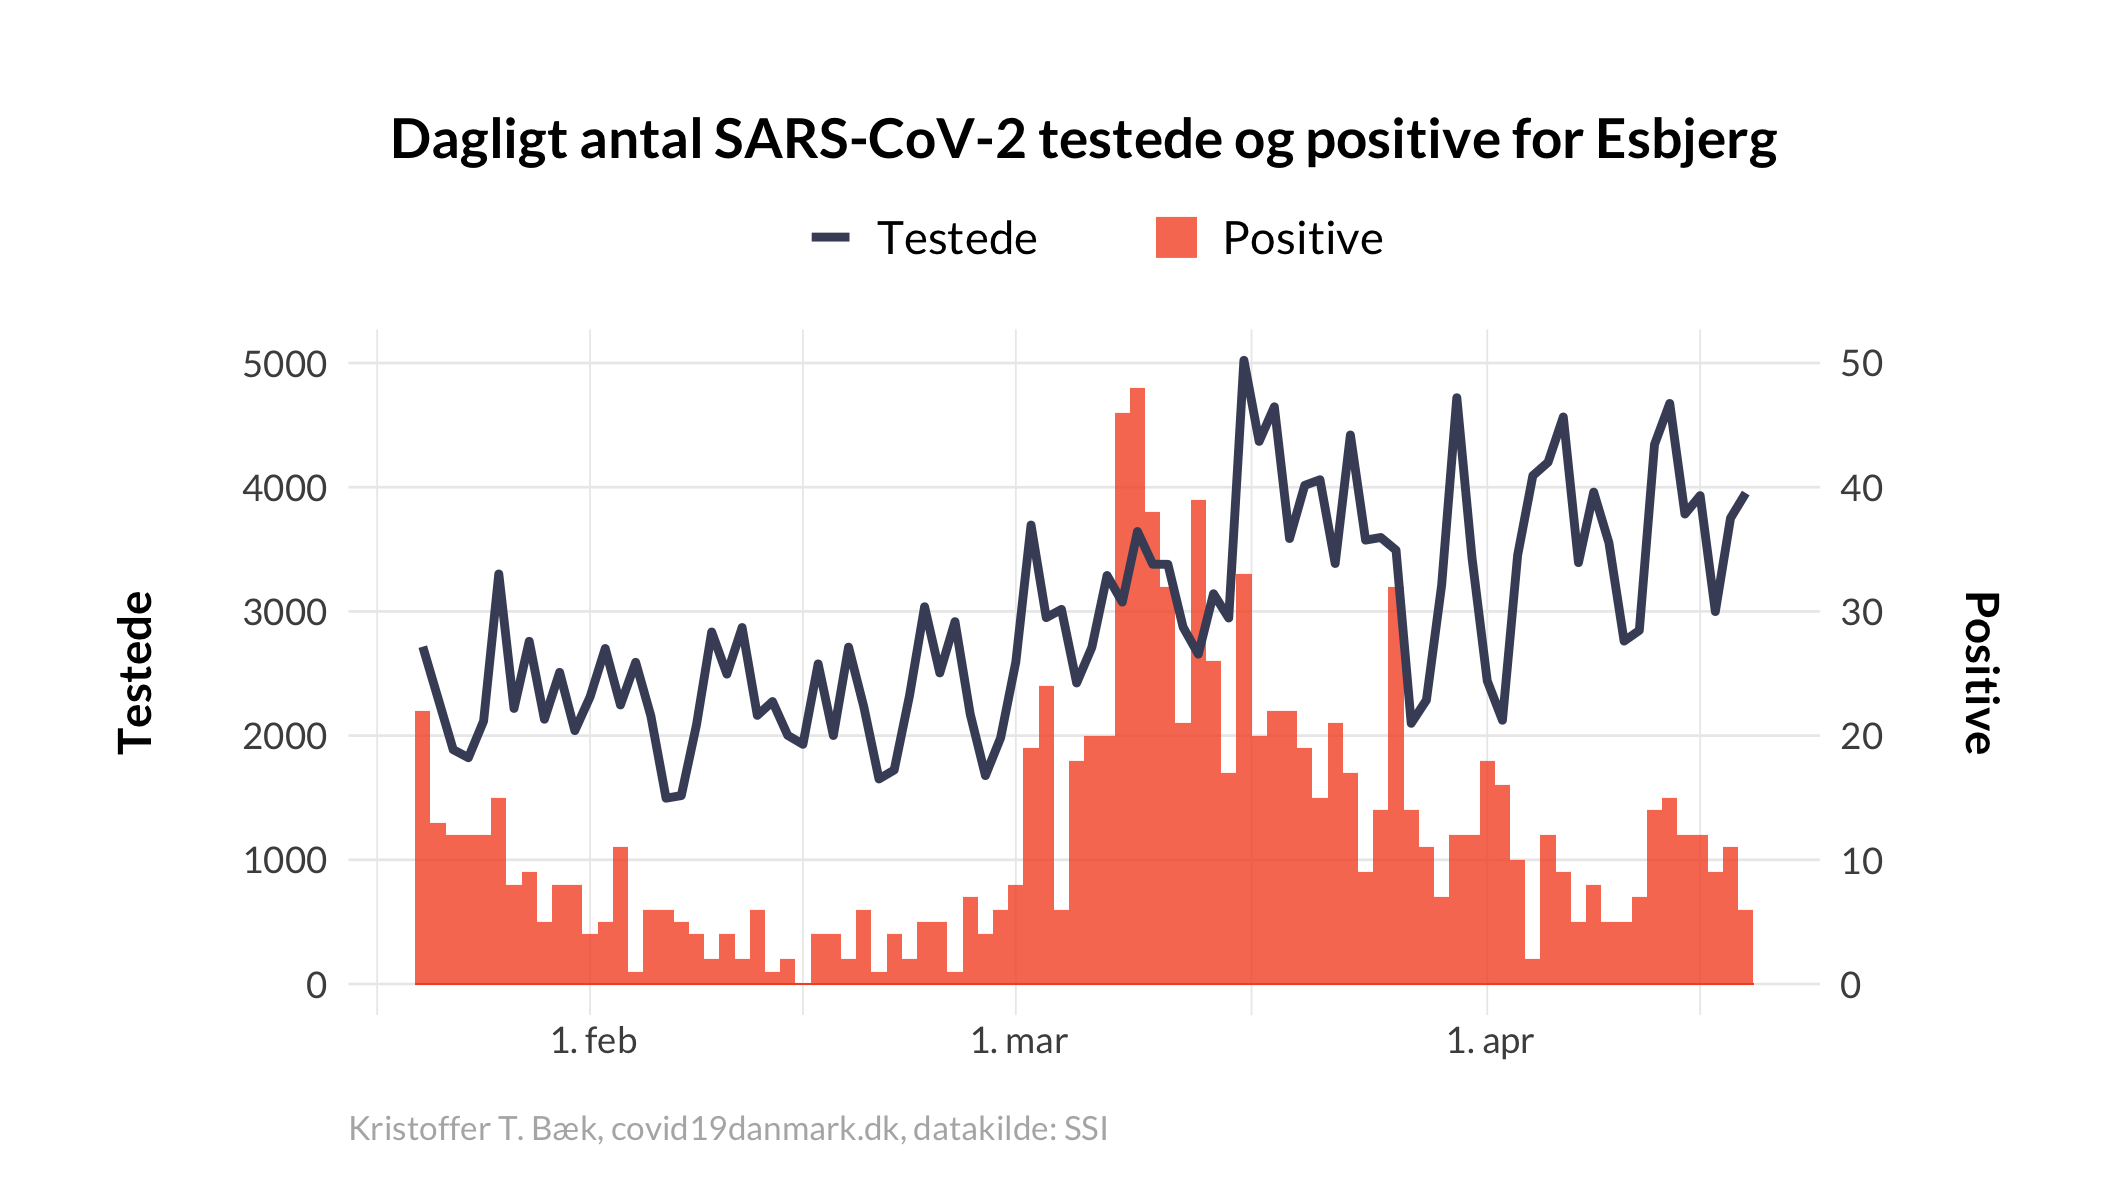 Dagligt antal SARS-CoV-2 testede og positive for Esbjerg
Testede
Positive
5000
4000
3000
2000
1000
0
Testede
50
40
30
20
10
0
Positive
1. feb
1. mar
1. apr
Kristoffer T. Bæk, covid19danmark.dk, datakilde: SSI